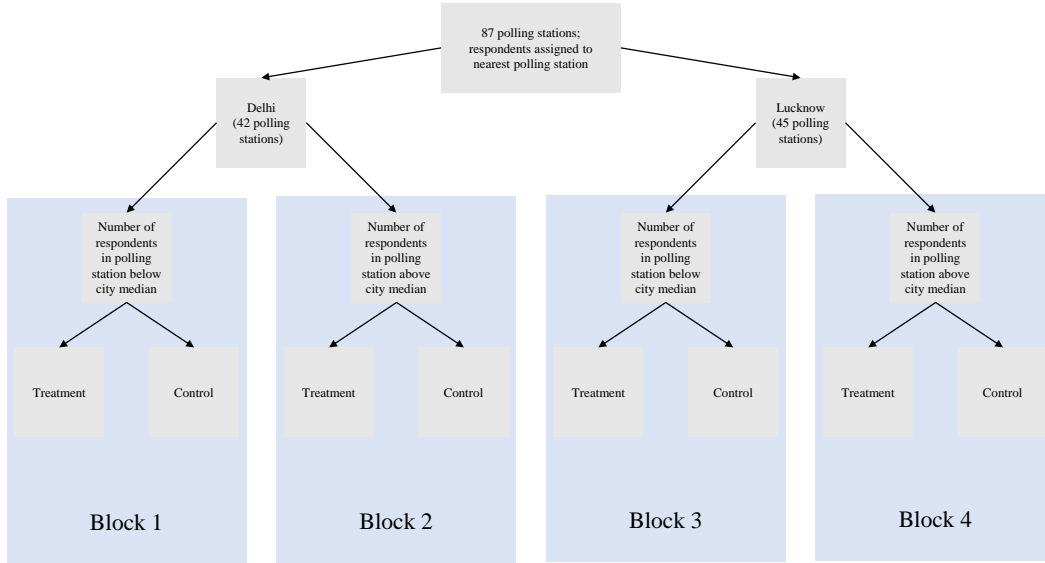 87 polling stations;
respondents assigned to
nearest polling station
Delhi
(42 polling
stations)
Lucknow
(45 polling
stations)
Number of
respondents
in polling
station below
city median
Number of
respondents
in polling
station above
city median
Number of
respondents
in polling
station below
city median
Number of
respondents
in polling
station above
city median
Treatment
Control
Treatment
Control
Treatment
Control
Treatment
Control
Block 1
Block 2
Block 3
Block 4